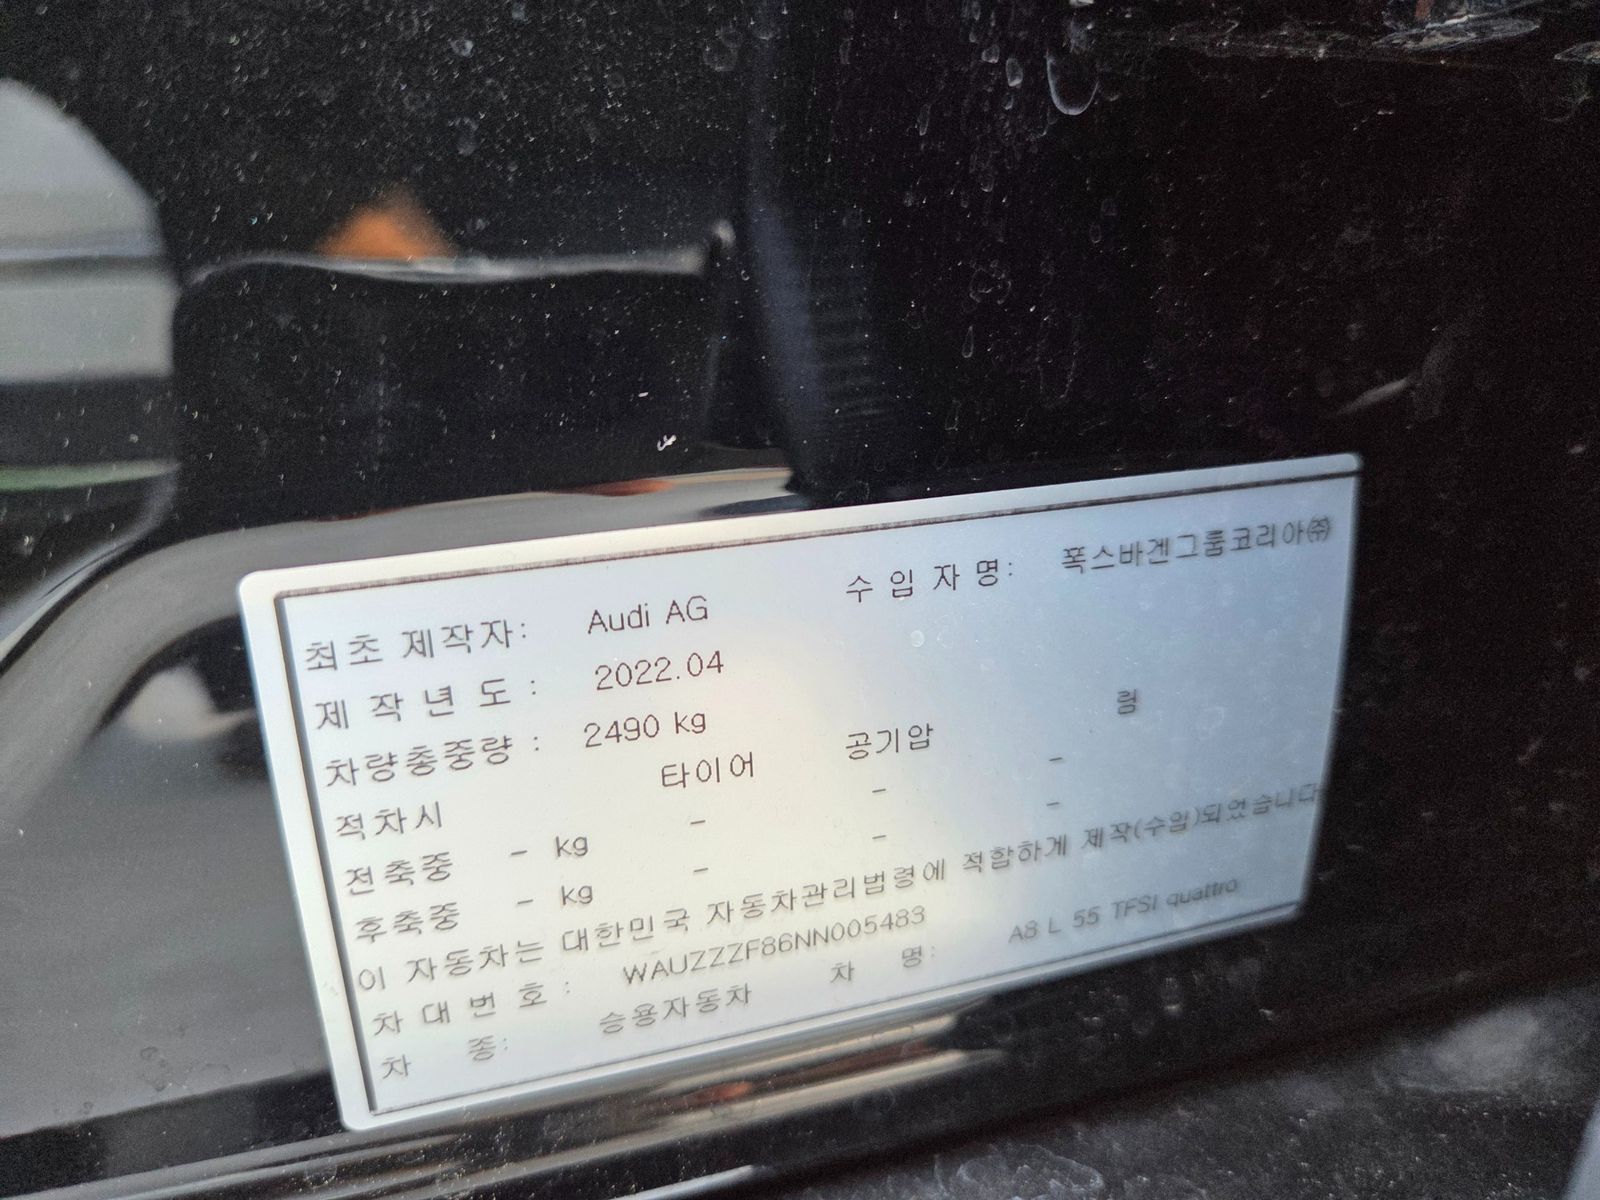 최초 제작자: Audi AG 수 입 자 명: 폭스바겐그룹코리아㈜
제 작 년 도 : 2022.04
차량총중량 : 2490 kg
적차시 타이어 공기압 림
전축중 - kg - - -
후축중 - kg - - -
이 자동차는 대한민국 자동차관리법령에 적합하게 제작(수입)되었습니다
차 대 번 호 : WAUZZZF86NN005483
차 종: 승용자동차 차 명: A8 L 55 TFSI quattro